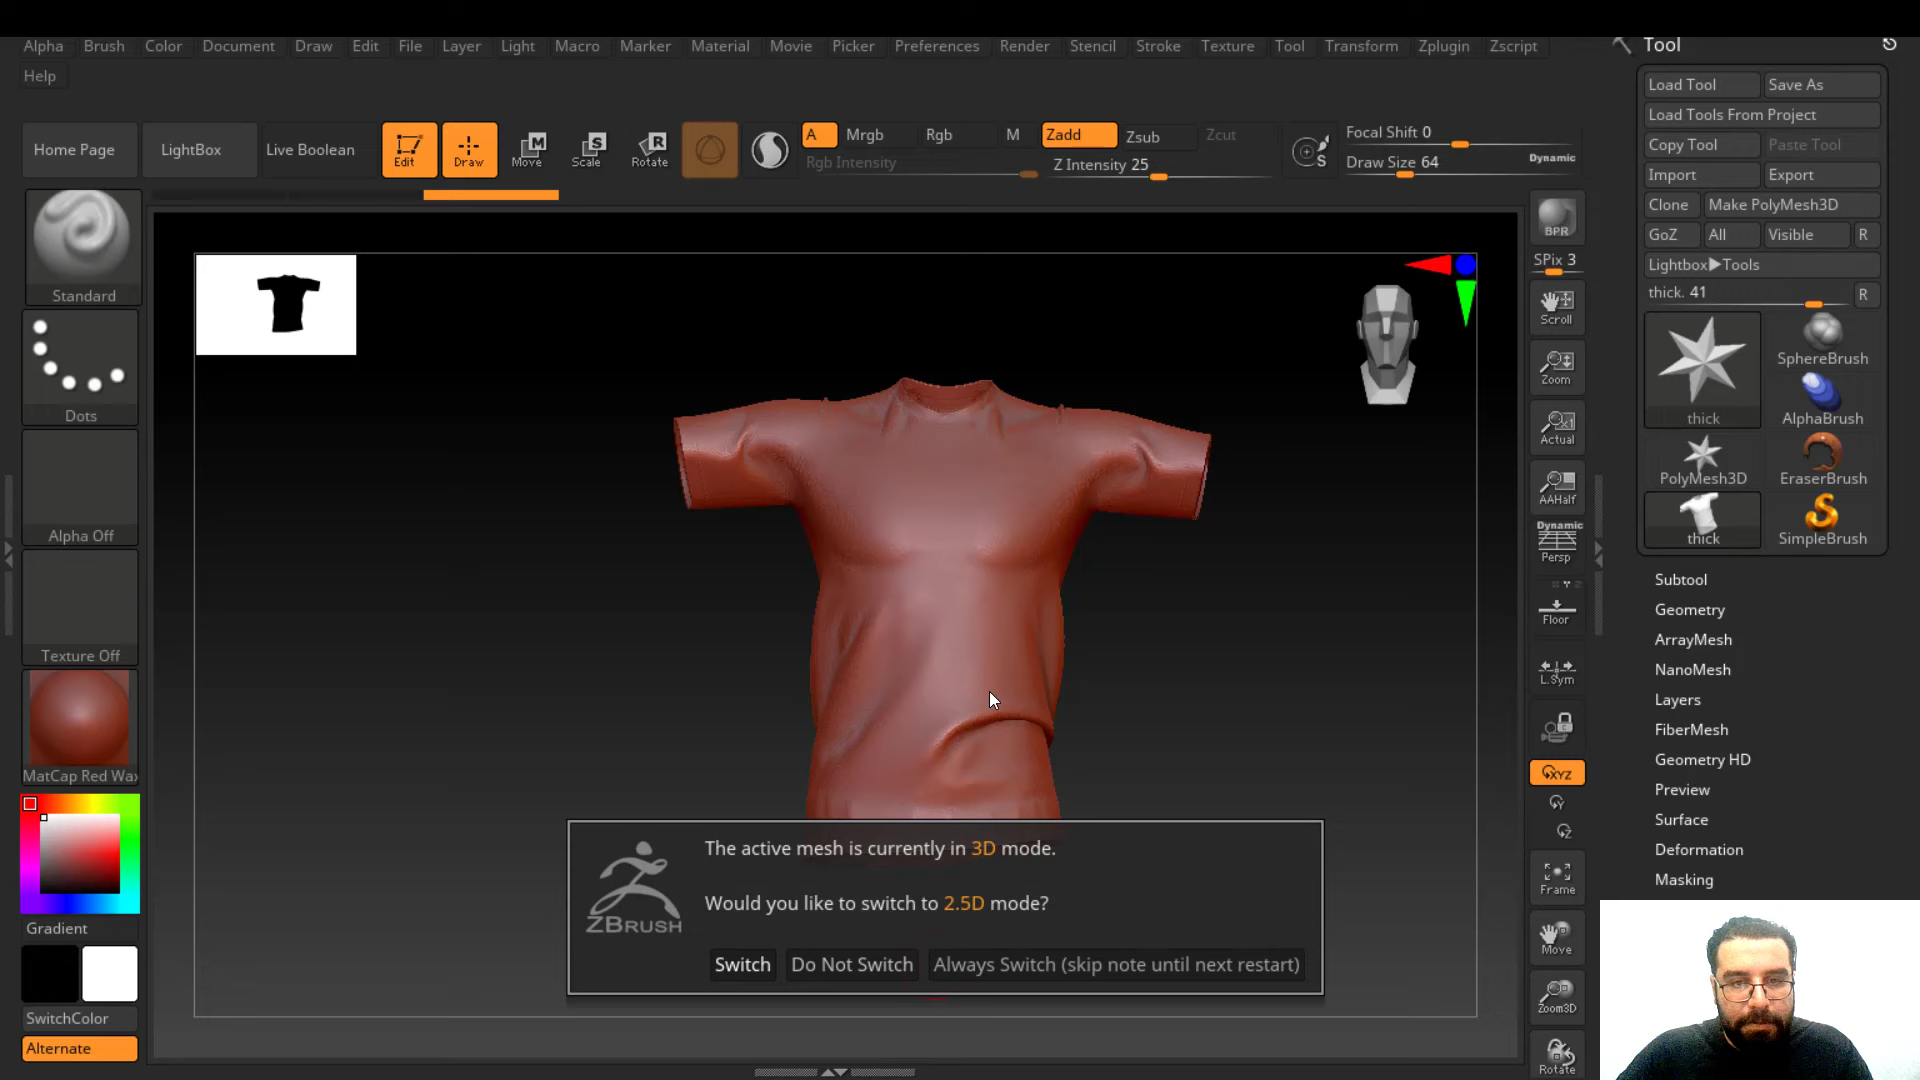 Alpha Brush Color Document Draw Edit File Layer Light Macro Marker Material Movie Picker Preferences Render Stencil Stroke Texture Tool Transform Zplugin Zscript
Help
Home Page
LightBox
Live Boolean
Edit
Draw
Move
Scale
Rotate
A
Mrgb
Rgb
M
Zadd
Zsub
Zcut
Rgb Intensity
Z Intensity 25
Focal Shift 0
Draw Size 64
Dynamic
Standard
Dots
Alpha Off
Texture Off
MatCap Red Wax
Gradient
SwitchColor
Alternate
The active mesh is currently in 3D mode.
Would you like to switch to 2.5D mode?
ZBRUSH
Switch
Do Not Switch
Always Switch (skip note until next restart)
BPR
SPix 3
Scroll
Zoom
Actual
AAHalf
Dynamic
Persp
Floor
L.Sym
XYZ
Y
Z
Frame
Move
Zoom3D
Rotate
Tool
Load Tool
Save As
Load Tools From Project
Copy Tool
Paste Tool
Import
Export
Clone
Make PolyMesh3D
GoZ
All
Visible
R
Lightbox▶Tools
thick. 41
R
thick
SphereBrush
AlphaBrush
PolyMesh3D
EraserBrush
thick
SimpleBrush
Subtool
Geometry
ArrayMesh
NanoMesh
Layers
FiberMesh
Geometry HD
Preview
Surface
Deformation
Masking